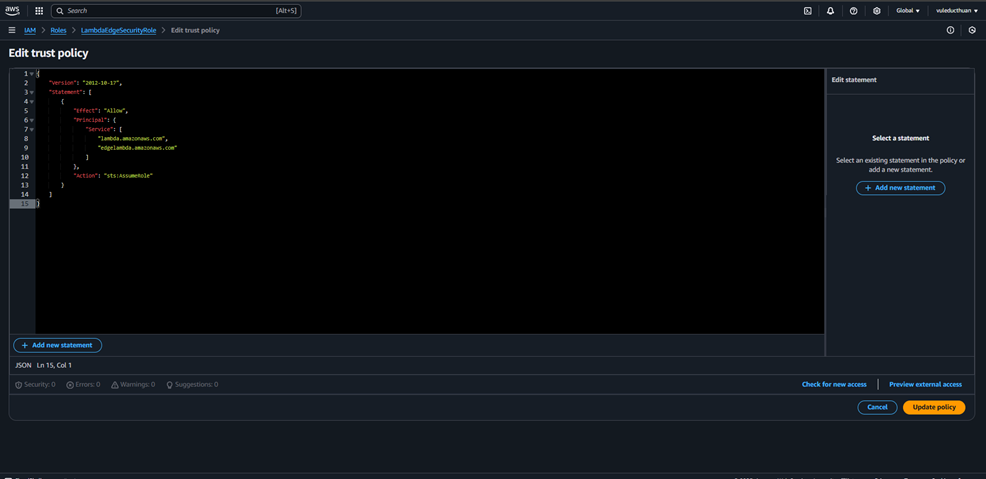 aws
Search [Alt+S]
Global vuleducthuan
IAM > Roles > LambdaEdgeSecurityRole > Edit trust policy
Edit trust policy
1 {
2 "Version": "2012-10-17",
3 "Statement": [
4 {
5 "Effect": "Allow",
6 "Principal": {
7 "Service": [
8 "lambda.amazonaws.com",
9 "edgelambda.amazonaws.com"
10 ]
11 },
12 "Action": "sts:AssumeRole"
13 }
14 ]
15 }
Edit statement
Select a statement
Select an existing statement in the policy or
add a new statement.
+ Add new statement
+ Add new statement
JSON Ln 15, Col 1
Security: 0 Errors: 0 Warnings: 0 Suggestions: 0
Check for new access Preview external access
Cancel Update policy